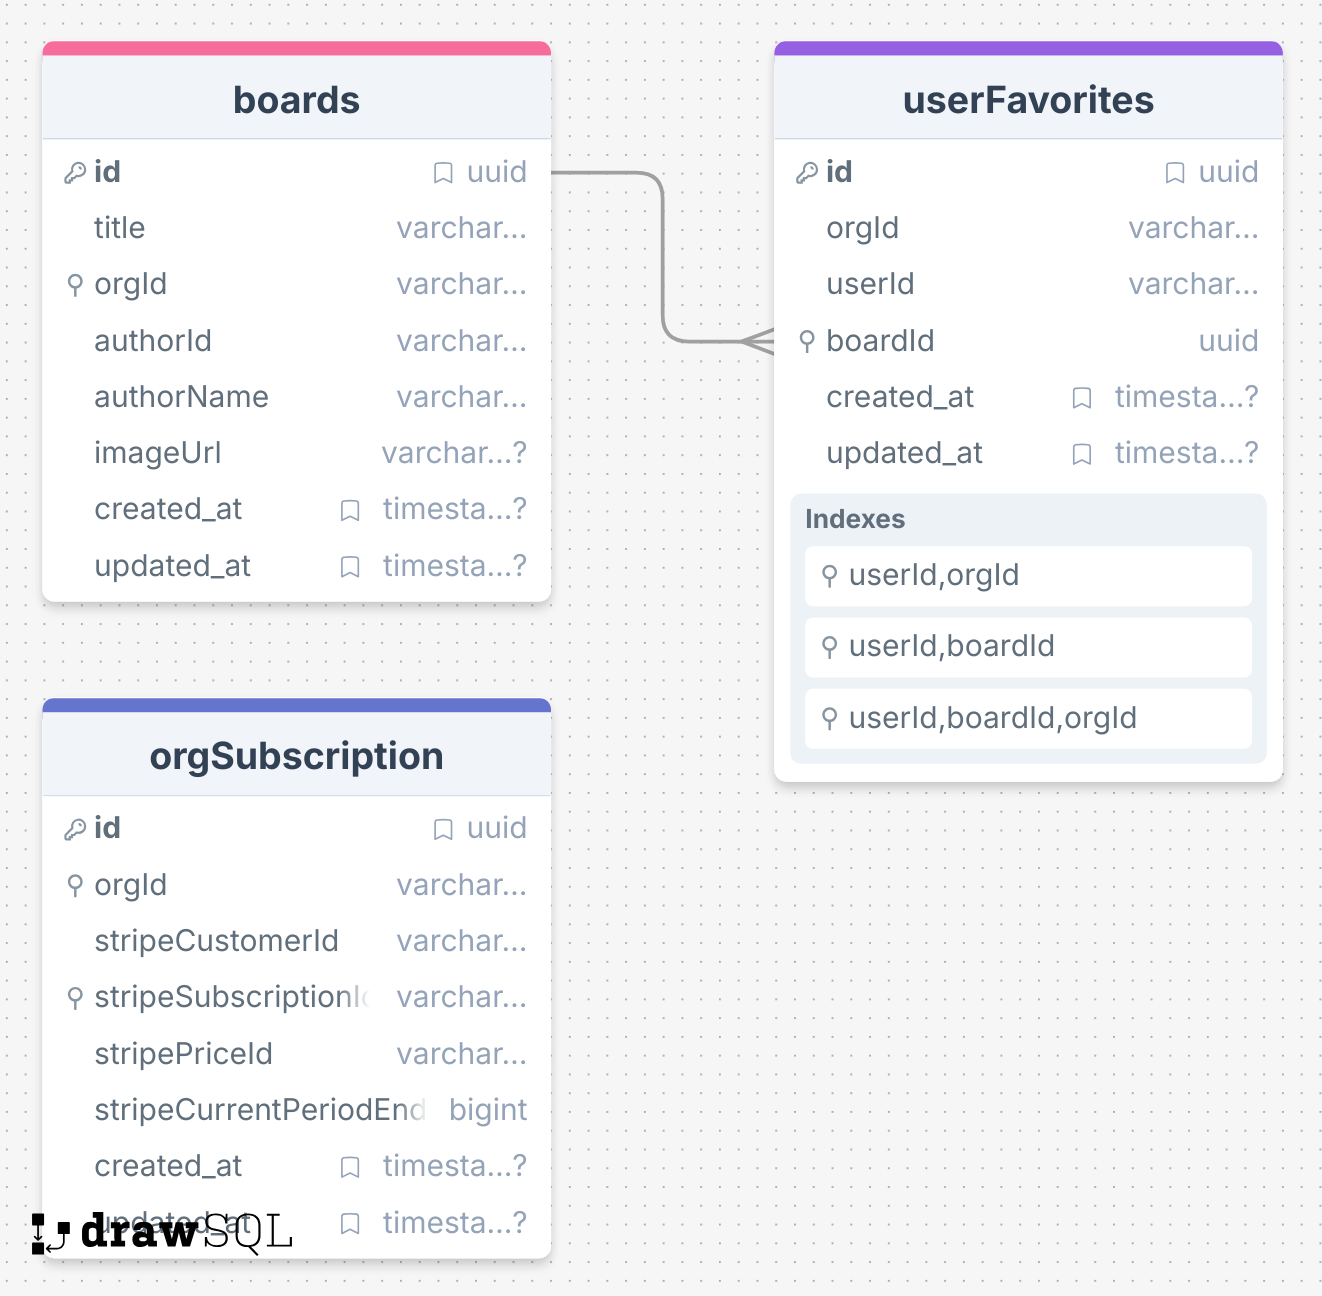 boards
id uuid
title varchar...
orgId varchar...
authorId varchar...
authorName varchar...
imageUrl varchar...?
created_at timesta...?
updated_at timesta...?
userFavorites
id uuid
orgId varchar...
userId varchar...
boardId uuid
created_at timesta...?
updated_at timesta...?
Indexes
userId,orgId
userId,boardId
userId,boardId,orgId
orgSubscription
id uuid
orgId varchar...
stripeCustomerId varchar...
stripeSubscriptionId varchar...
stripePriceId varchar...
stripeCurrentPeriodEnd bigint
created_at timesta...?
updated_at timesta...?
drawSQL